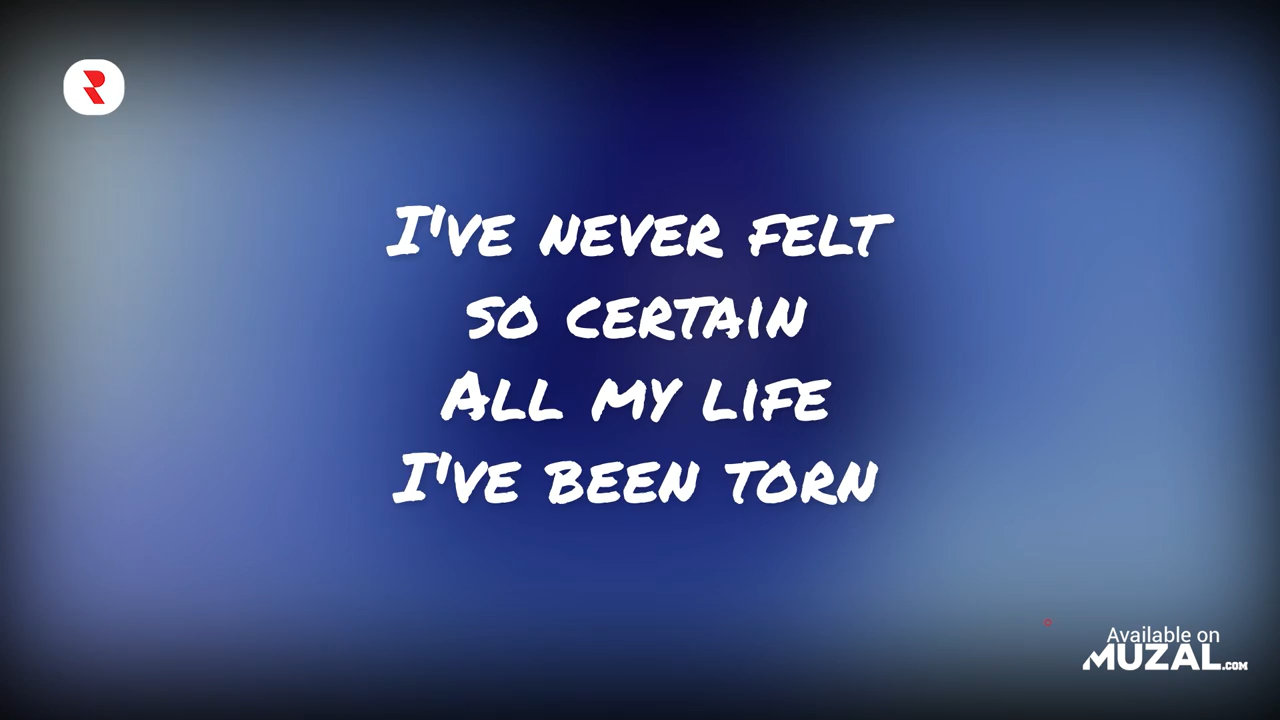 I'VE NEVER FELT
SO CERTAIN
ALL MY LIFE
I'VE BEEN TORN
Available on
MUZAL.COM